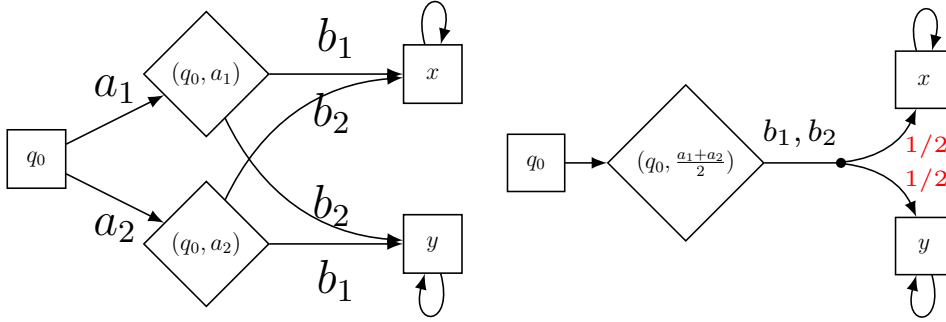 a₁
(q₀, a₁)
b₁
x
q₀
b₂
a₂
(q₀, a₂)
b₂
b₁
y
x
q₀
(q₀, (a₁+a₂)/2)
b₁, b₂
1/2
1/2
y